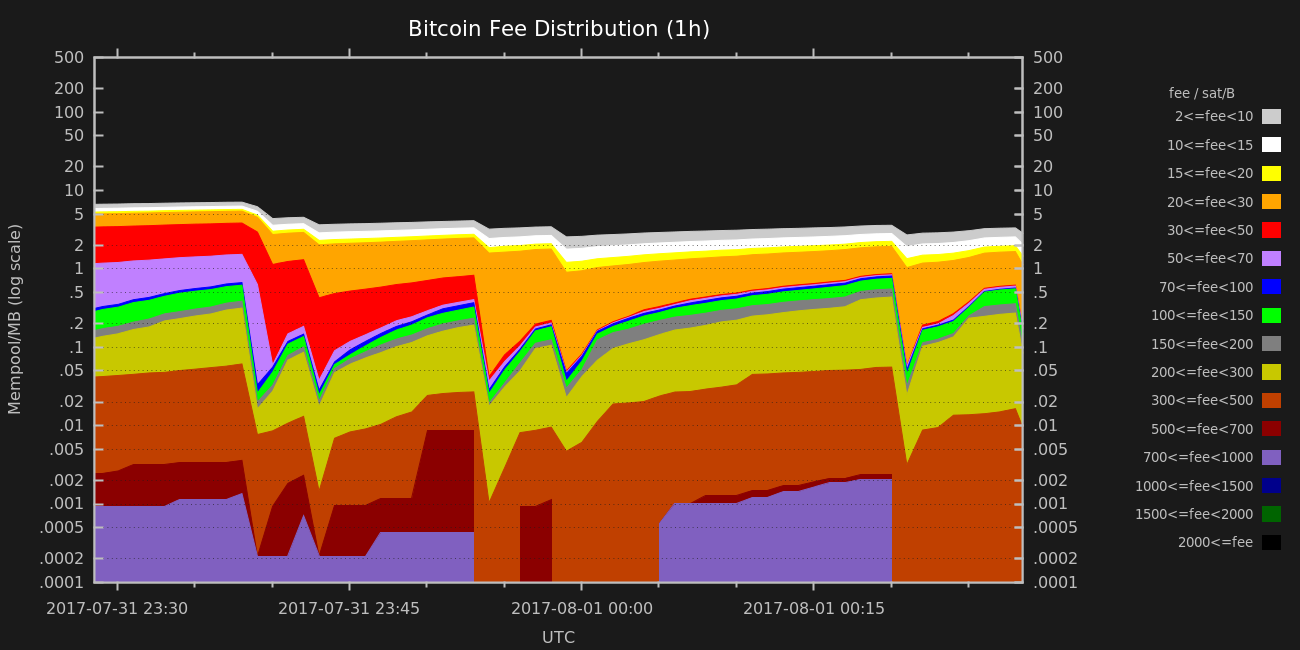 Bitcoin Fee Distribution (1h)
500
200
100
50
20
10
5
2
1
.5
.2
.1
.05
.02
.01
.005
.002
.001
.0005
.0002
.0001
Mempool/MB (log scale)
500
200
100
50
20
10
5
2
1
.5
.2
.1
.05
.02
.01
.005
.002
.001
.0005
.0002
.0001
2017-07-31 23:30 2017-07-31 23:45 2017-08-01 00:00 2017-08-01 00:15
UTC
fee / sat/B
2<=fee<10
10<=fee<15
15<=fee<20
20<=fee<30
30<=fee<50
50<=fee<70
70<=fee<100
100<=fee<150
150<=fee<200
200<=fee<300
300<=fee<500
500<=fee<700
700<=fee<1000
1000<=fee<1500
1500<=fee<2000
2000<=fee